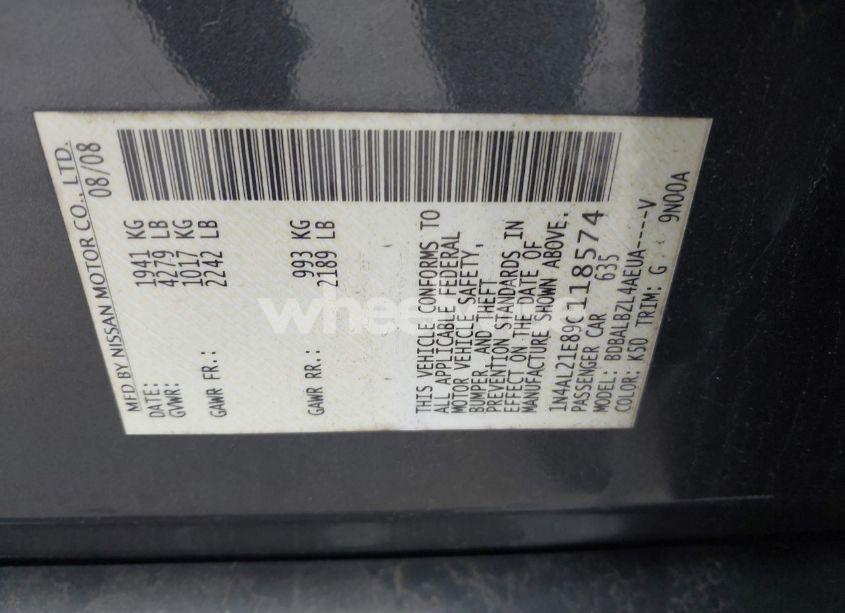 MFD BY NISSAN MOTOR CO., LTD.
DATE: 08/08
GVWR: 1941 KG
4279 LB
GAWR FR.: 1017 KG
2242 LB
GAWR RR.: 993 KG
2189 LB
THIS VEHICLE CONFORMS TO
ALL APPLICABLE FEDERAL
MOTOR VEHICLE SAFETY,
BUMPER, AND THEFT
PREVENTION STANDARDS IN
EFFECT ON THE DATE OF
MANUFACTURE SHOWN ABOVE.
1N4AL21E89C118574
PASSENGER CAR 635
MODEL: BDBALBZL4AEUA----V
COLOR: K50 TRIM: G 9N00A